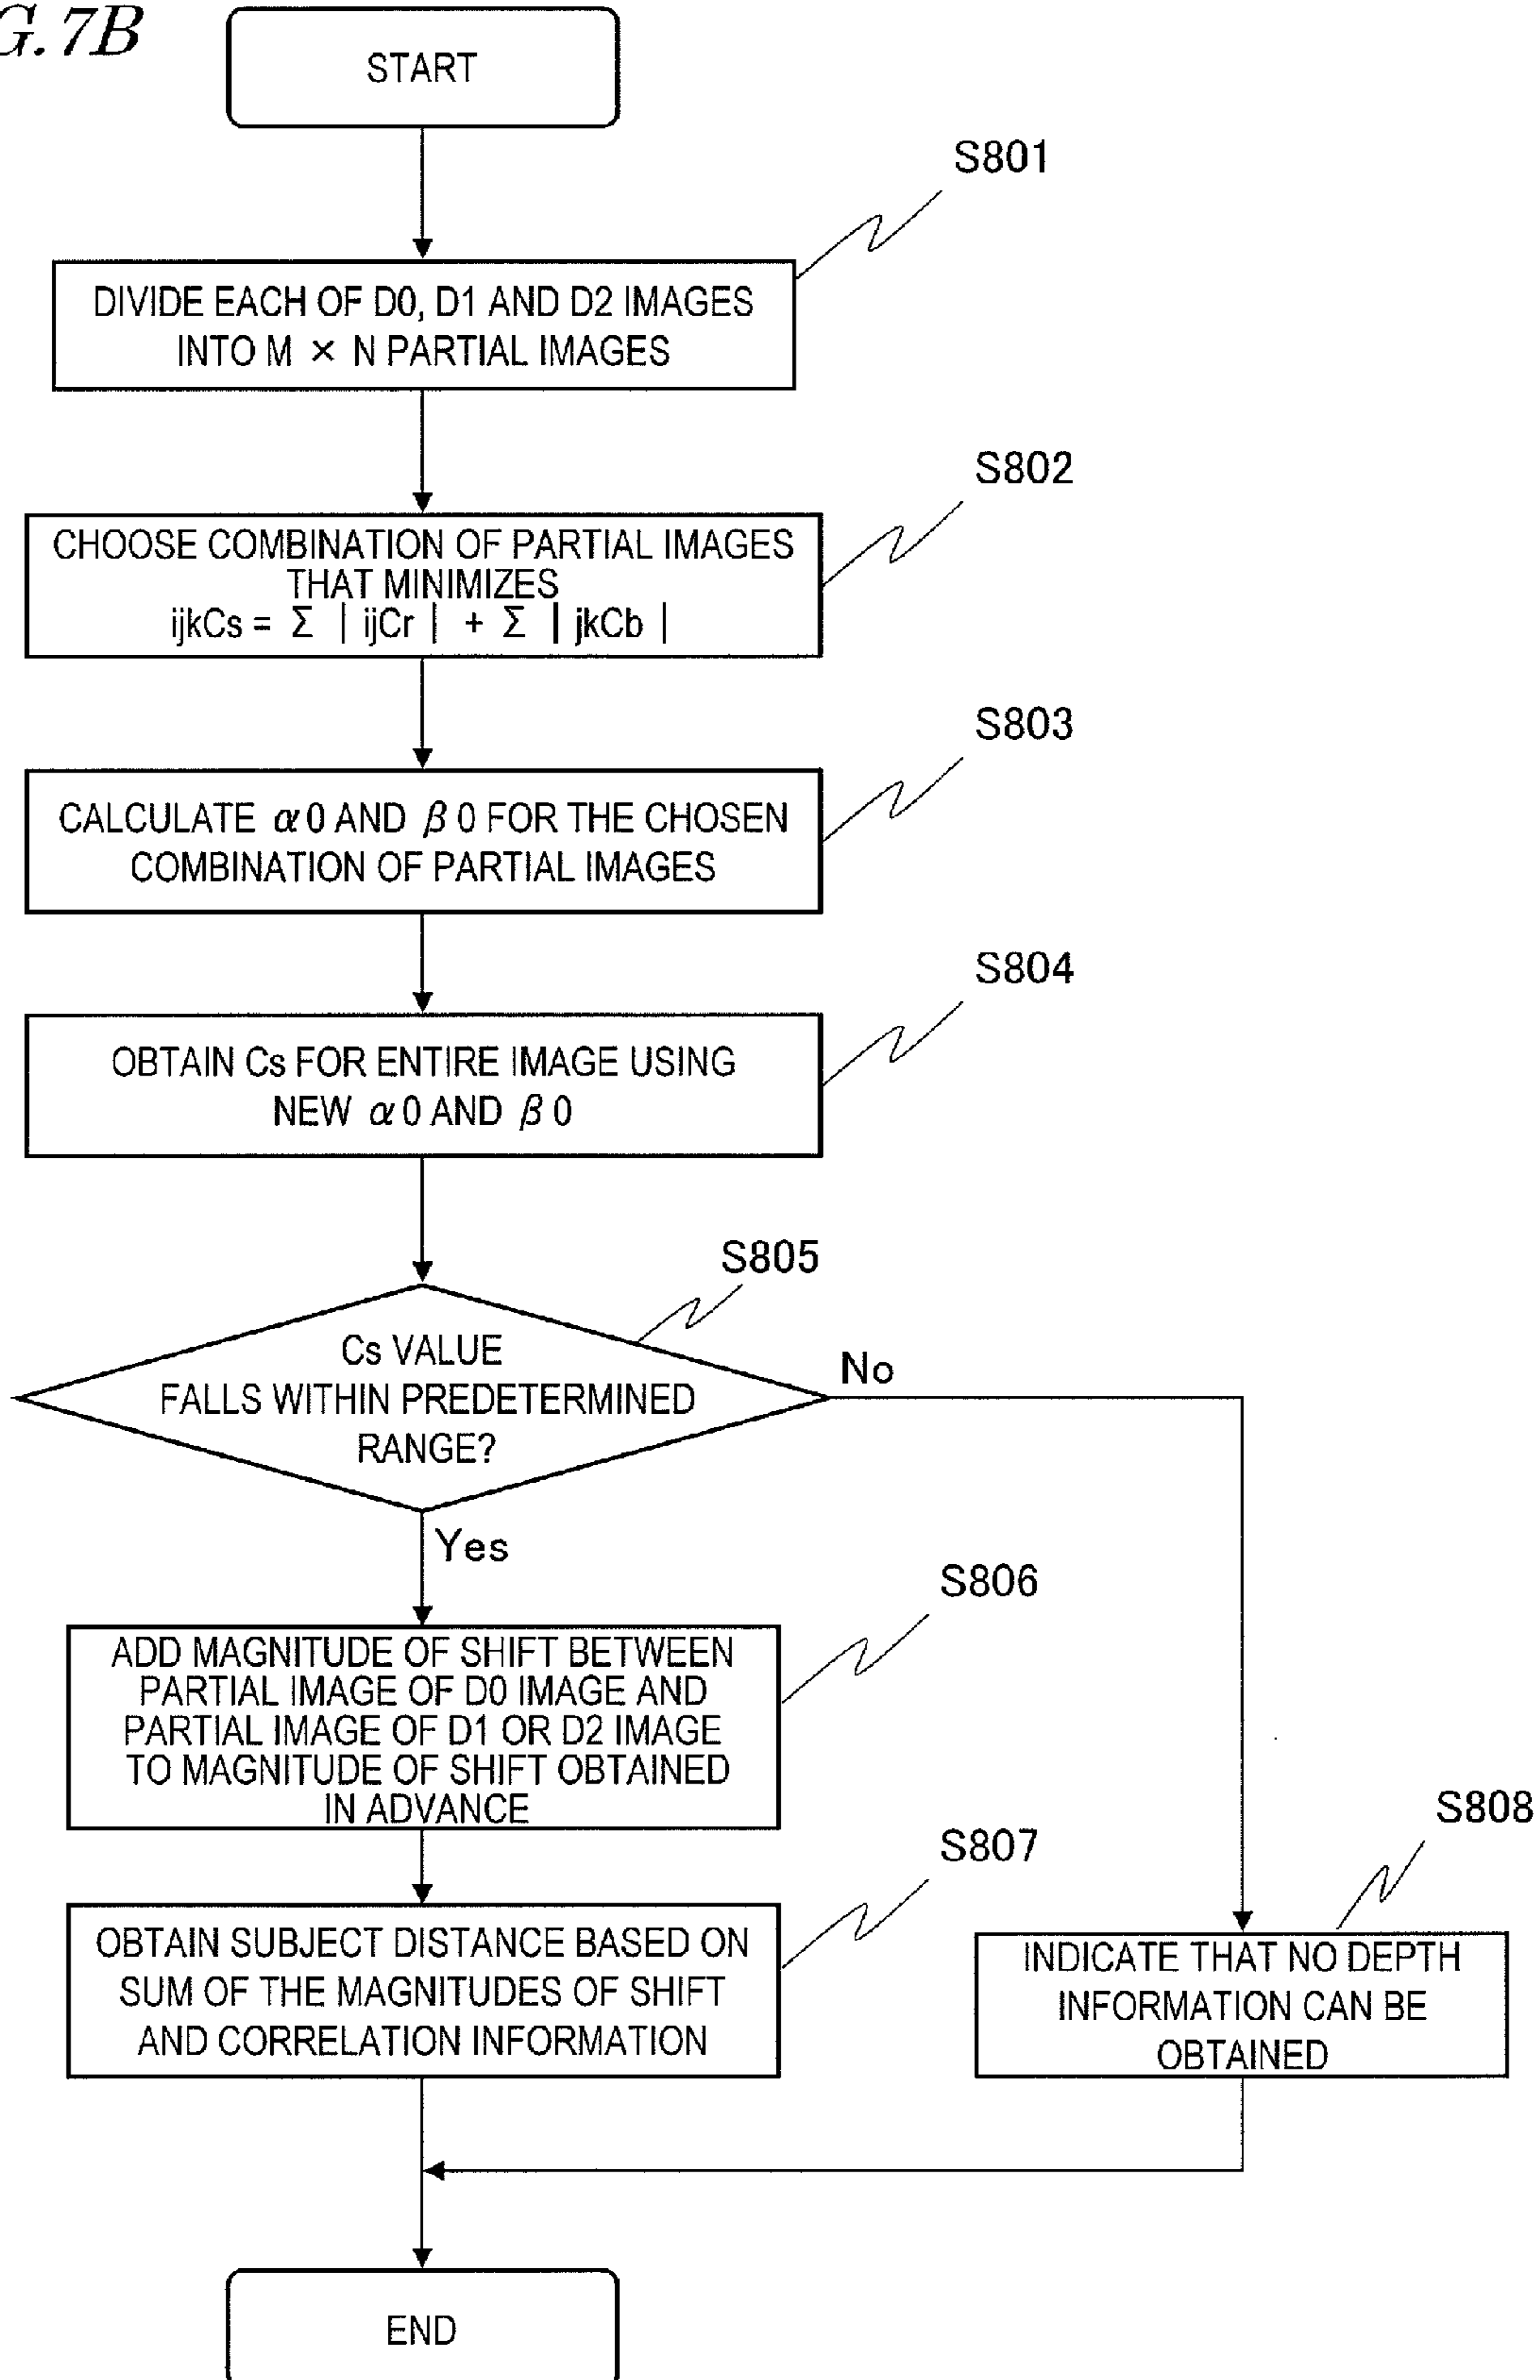 G. 7B
START
S801
DIVIDE EACH OF D0, D1 AND D2 IMAGES
INTO M × N PARTIAL IMAGES
S802
CHOOSE COMBINATION OF PARTIAL IMAGES
THAT MINIMIZES
ijkCs = Σ | ijCr | + Σ | jkCb |
S803
CALCULATE α0 AND β0 FOR THE CHOSEN
COMBINATION OF PARTIAL IMAGES
S804
OBTAIN Cs FOR ENTIRE IMAGE USING
NEW α0 AND β0
S805
Cs VALUE
FALLS WITHIN PREDETERMINED
RANGE?
No
Yes
S806
ADD MAGNITUDE OF SHIFT BETWEEN
PARTIAL IMAGE OF D0 IMAGE AND
PARTIAL IMAGE OF D1 OR D2 IMAGE
TO MAGNITUDE OF SHIFT OBTAINED
IN ADVANCE
S807
OBTAIN SUBJECT DISTANCE BASED ON
SUM OF THE MAGNITUDES OF SHIFT
AND CORRELATION INFORMATION
S808
INDICATE THAT NO DEPTH
INFORMATION CAN BE
OBTAINED
END